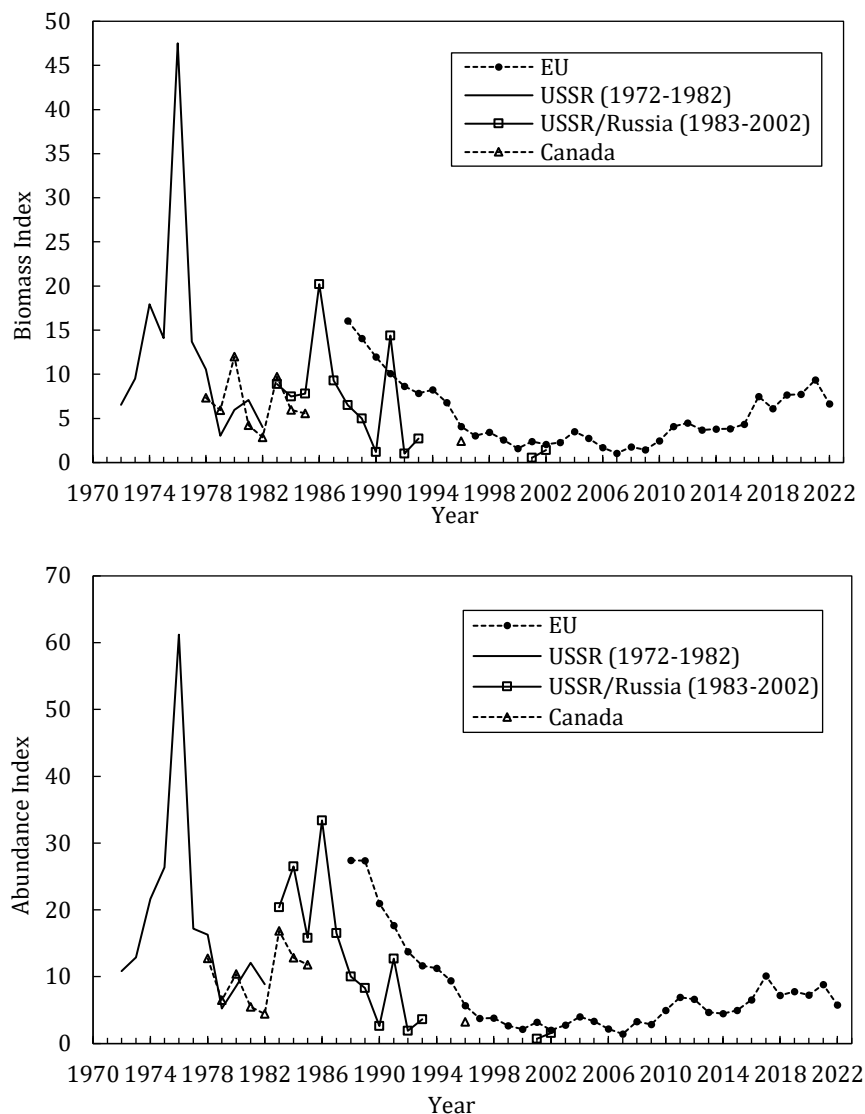 50
45
40
35
30
25
20
15
10
5
0
Biomass Index
EU
USSR (1972-1982)
USSR/Russia (1983-2002)
Canada
1970 1974 1978 1982 1986 1990 1994 1998 2002 2006 2010 2014 2018 2022
Year
70
60
50
40
30
20
10
0
Abundance Index
EU
USSR (1972-1982)
USSR/Russia (1983-2002)
Canada
1970 1974 1978 1982 1986 1990 1994 1998 2002 2006 2010 2014 2018 2022
Year